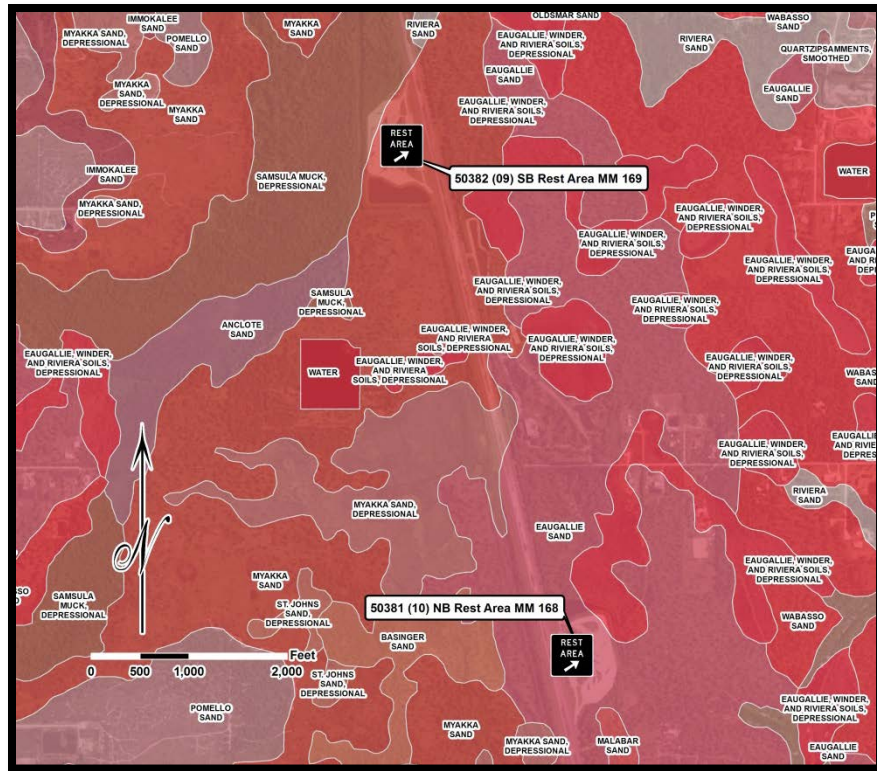 IMMOKALEE
SAND
MYAKKA SAND,
DEPRESSIONAL
POMELLO
SAND
MYAKKA
SAND
RIVIERA
SAND
OLDSMAR SAND
EAUGALLIE, WINDER,
AND RIVIERA SOILS,
DEPRESSIONAL
RIVIERA
SAND
WABASSO
SAND
QUARTZIPSAMMENTS,
SMOOTHED
EAUGALLIE
SAND
EAUGALLIE
SAND
MYAKKA
SAND,
DEPRESSIONAL
MYAKKA
SAND
EAUGALLIE, WINDER,
AND RIVIERA SOILS,
DEPRESSIONAL
REST
AREA
50382 (09) SB Rest Area MM 169
IMMOKALEE
SAND
SAMSULA MUCK,
DEPRESSIONAL
WATER
MYAKKA SAND,
DEPRESSIONAL
EAUGALLIE, WINDER,
AND RIVIERA SOILS,
DEPRESSIONAL
EAUGALLIE, WINDER,
AND RIVIERA SOILS,
DEPRESSIONAL
EAUGALLIE, WINDER,
AND RIVIERA SOILS,
DEPRESSIONAL
EAUGALLIE, WINDER,
AND RIVIERA SOILS,
DEPRESSIONAL
SAMSULA
MUCK,
DEPRESSIONAL
EAUGALLIE, WINDER,
AND RIVIERA SOILS,
DEPRESSIONAL
ANCLOTE
SAND
EAUGALLIE, WINDER,
AND RIVIERA
SOILS, DEPRESSIONAL
EAUGALLIE, WINDER,
AND RIVIERA SOILS,
DEPRESSIONAL
EAUGALLIE, WINDER,
AND RIVIERA SOILS,
DEPRESSIONAL
WATER
EAUGALLIE, WINDER,
AND RIVIERA
SOILS, DEPRESSIONAL
EAUGALLIE, WINDER,
AND RIVIERA SOILS,
DEPRESSIONAL
EAUGALLIE, WINDER,
AND RIVIERA SOILS,
DEPRESSIONAL
SAND
EAUGALLIE, WINDER,
AND RIVIERA SOILS,
DEPRESSIONAL
RIVIERA
SAND
MYAKKA SAND,
DEPRESSIONAL
EAUGALLIE
SAND
N
EAUGALLIE, WINDER,
AND RIVIERA SOILS,
DEPRESSIONAL
MYAKKA
SAND
SAND
SAMSULA
MUCK,
DEPRESSIONAL
ST. JOHNS
SAND,
DEPRESSIONAL
50381 (10) NB Rest Area MM 168
WABASSO
SAND
BASINGER
SAND
REST
AREA
Feet
0 500 1,000 2,000
ST. JOHNS
SAND,
DEPRESSIONAL
POMELLO
SAND
EAUGALLIE, WINDER,
AND RIVIERA SOILS,
DEPRESSIONAL
MYAKKA
SAND
MYAKKA SAND,
DEPRESSIONAL
MALABAR
SAND
EAUGALLIE
SAND